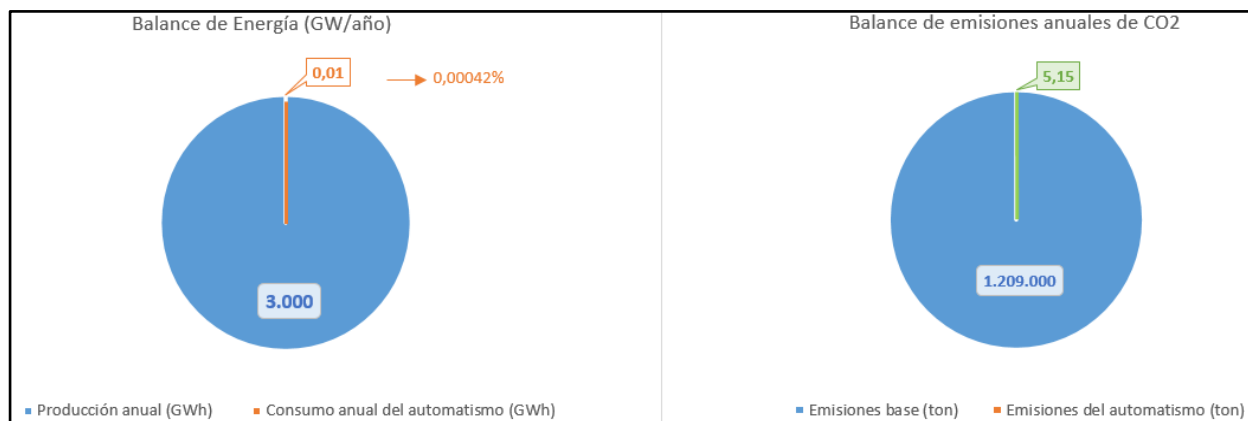 Balance de Energía (GW/año)
0,01
0,00042%
3.000
Producción anual (GWh)
Consumo anual del automatismo (GWh)
Balance de emisiones anuales de CO2
5,15
1.209.000
Emisiones base (ton)
Emisiones del automatismo (ton)